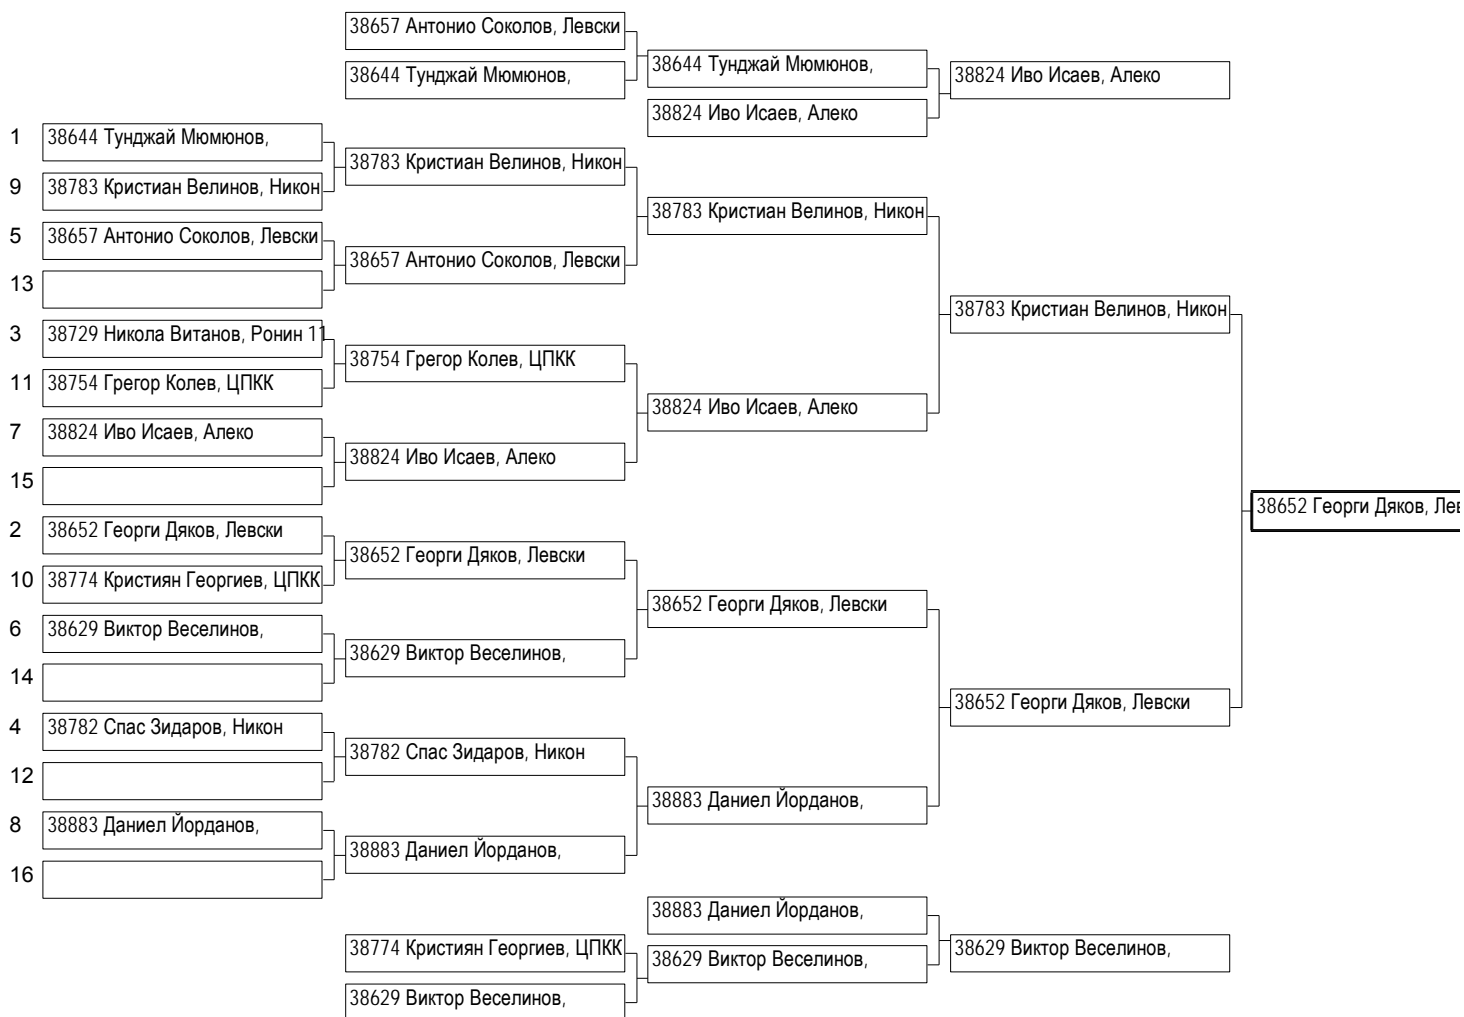 38657 Антонио Соколов, Левски
38644 Тунджай Мюмюнов,
38644 Тунджай Мюмюнов,
38824 Иво Исаев, Алеко
38824 Иво Исаев, Алеко
1 38644 Тунджай Мюмюнов,
9 38783 Кристиан Велинов, Никон
38783 Кристиан Велинов, Никон
5 38657 Антонио Соколов, Левски
13
38657 Антонио Соколов, Левски
38783 Кристиан Велинов, Никон
3 38729 Никола Витанов, Ронин 11
11 38754 Грегор Колев, ЦПКК
38754 Грегор Колев, ЦПКК
7 38824 Иво Исаев, Алеко
15
38824 Иво Исаев, Алеко
38824 Иво Исаев, Алеко
38783 Кристиан Велинов, Никон
2 38652 Георги Дяков, Левски
10 38774 Кристиян Георгиев, ЦПКК
38652 Георги Дяков, Левски
6 38629 Виктор Веселинов,
14
38629 Виктор Веселинов,
38652 Георги Дяков, Левски
4 38782 Спас Зидаров, Никон
12
38782 Спас Зидаров, Никон
8 38883 Даниел Йорданов,
16
38883 Даниел Йорданов,
38883 Даниел Йорданов,
38652 Георги Дяков, Левски
38652 Георги Дяков, Лев
38883 Даниел Йорданов,
38774 Кристиян Георгиев, ЦПКК
38629 Виктор Веселинов,
38629 Виктор Веселинов,
38629 Виктор Веселинов,